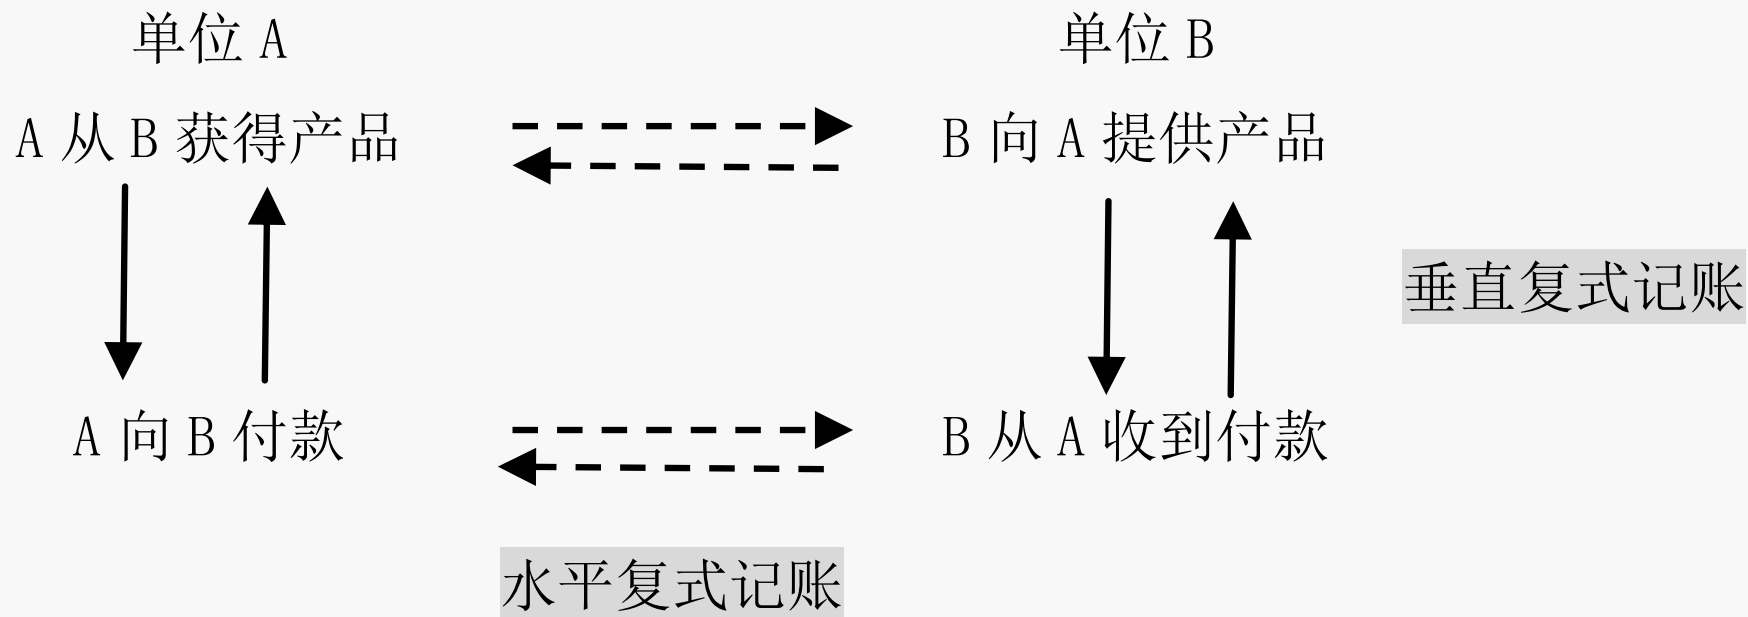 单位 A 单位 B
A 从 B 获得产品 B 向 A 提供产品
垂直复式记账
A 向 B 付款 B 从 A 收到付款
水平复式记账